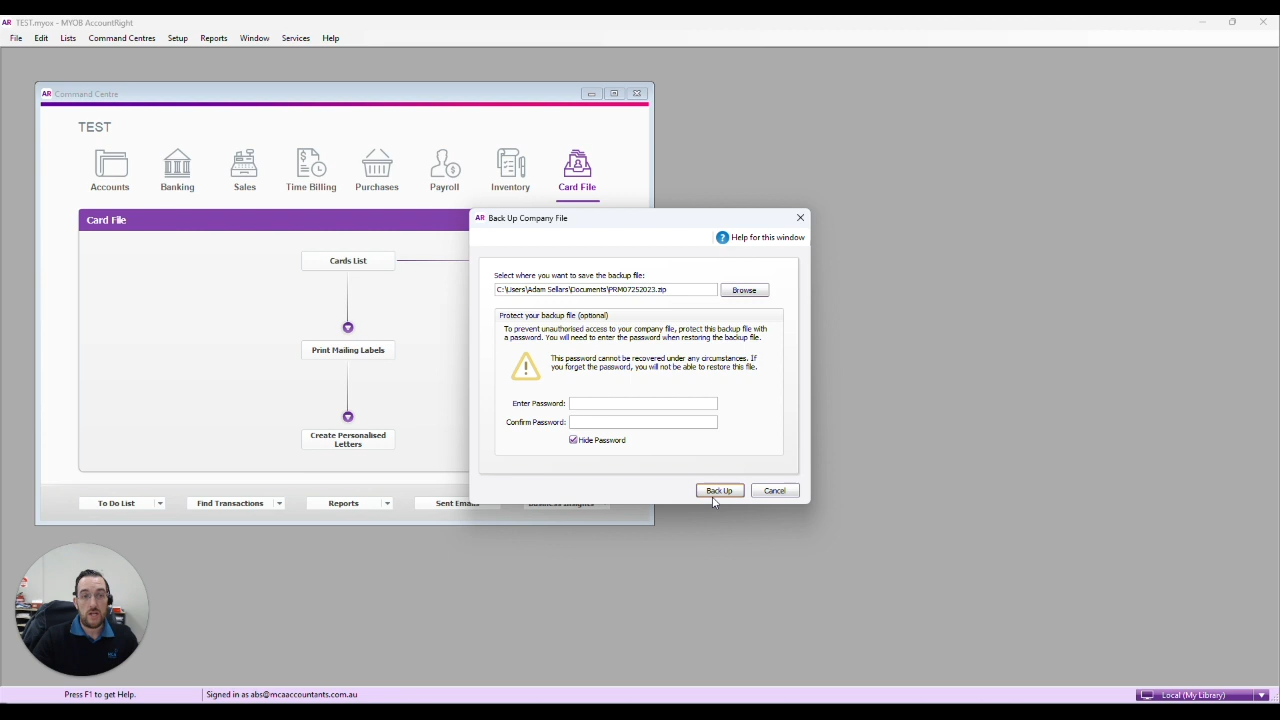 AR TEST.myox - MYOB AccountRight
File Edit Lists Command Centres Setup Reports Window Services Help
AR Command Centre
TEST
Accounts Banking Sales Time Billing Purchases Payroll Inventory Card File
Card File
Cards List
Print Mailing Labels
Create Personalised
Letters
To Do List Find Transactions Reports Sent Emails Business Insights
AR Back Up Company File
? Help for this window
Select where you want to save the backup file:
C:\Users\Adam Sellars\Documents\PRM07252023.zip Browse
Protect your backup file (optional)
To prevent unauthorised access to your company file, protect this backup file with
a password. You will need to enter the password when restoring the backup file.
This password cannot be recovered under any circumstances. If
you forget the password, you will not be able to restore this file.
Enter Password:
Confirm Password:
Hide Password
Back Up Cancel
Press F1 to get Help. Signed in as abs@mcaaccountants.com.au Local (My Library)